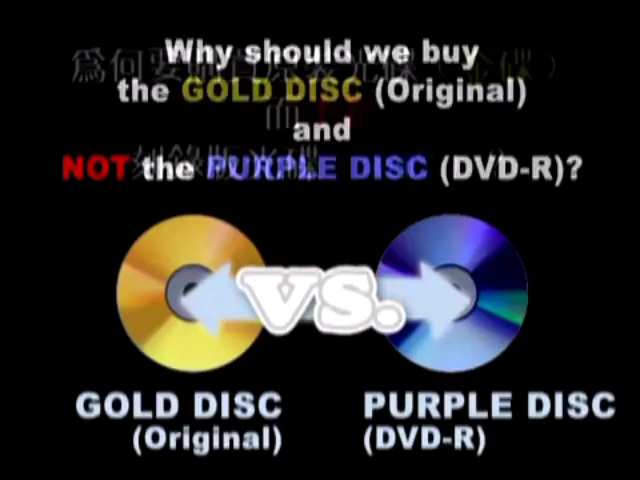 Why should we buy
the GOLD DISC (Original)
and
NOT the PURPLE DISC (DVD-R)?
VS.
GOLD DISC
(Original)
PURPLE DISC
(DVD-R)